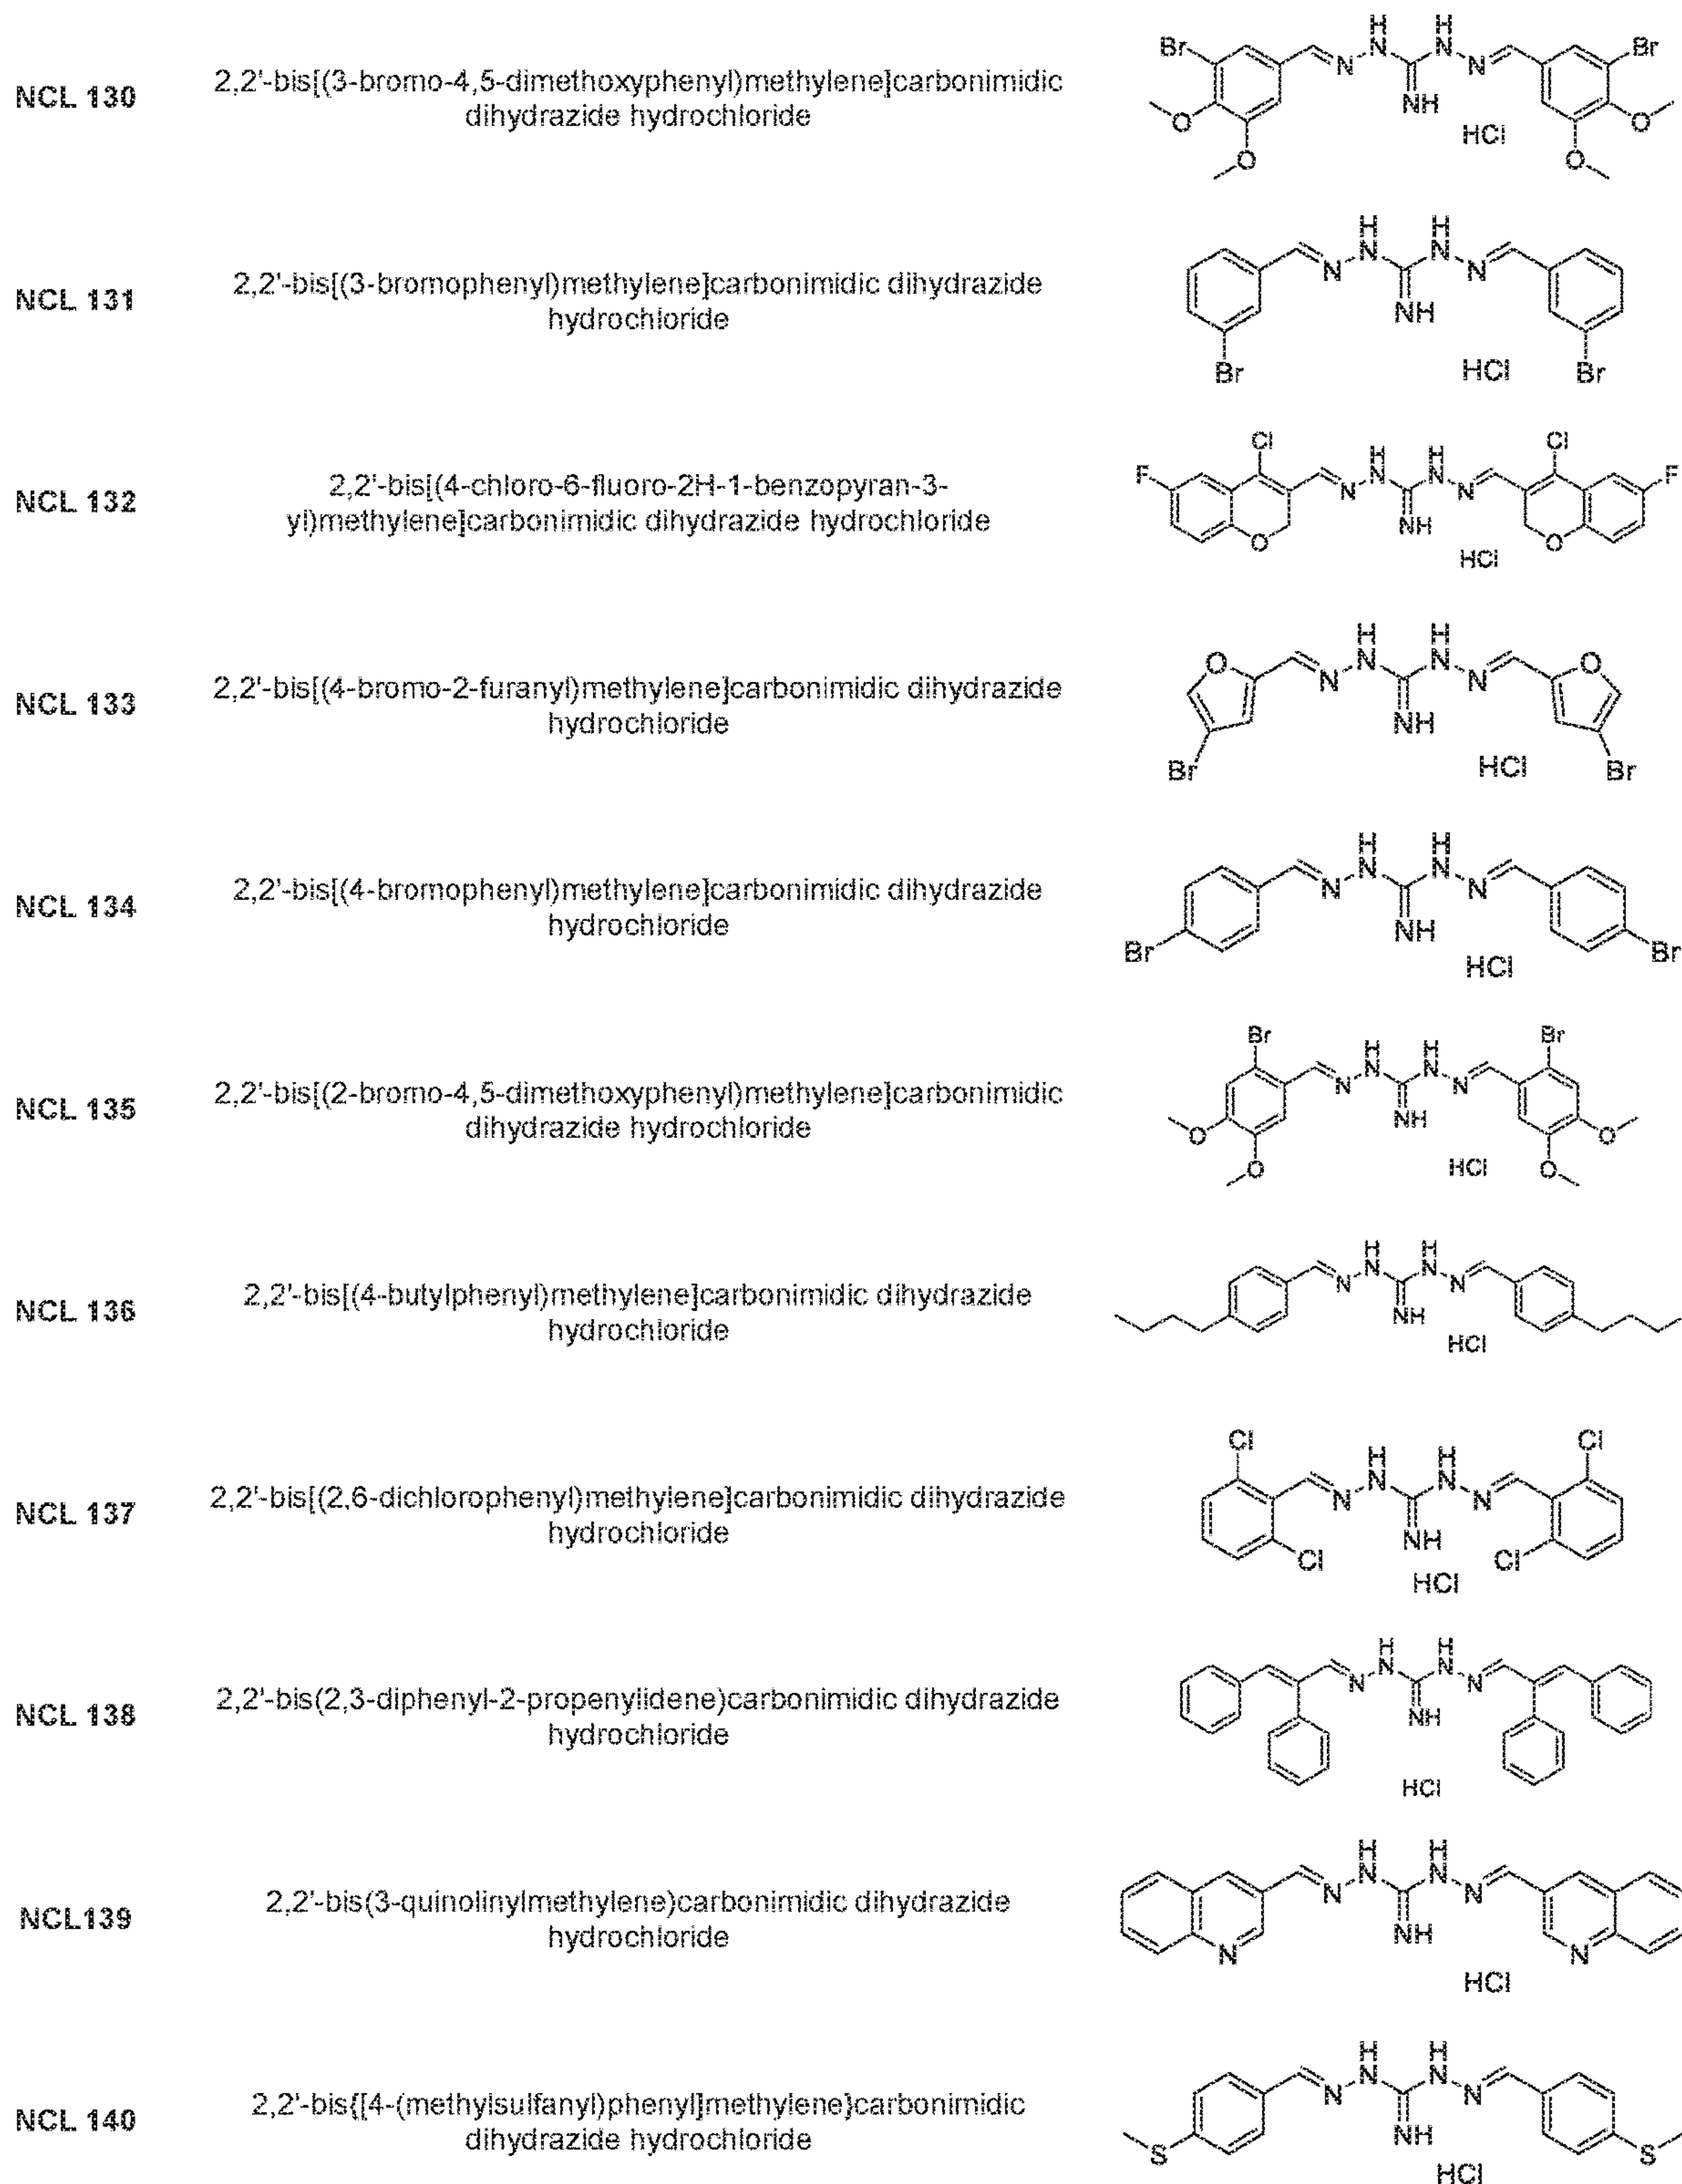 NCL 130
2,2'-bis[(3-bromo-4,5-dimethoxyphenyl)methylene]carbonimidic
dihydrazide hydrochloride
Br
H
N
H
N
Br
N
N
NH
O
O
HCl
O
O
NCL 131
2,2'-bis[(3-bromophenyl)methylene]carbonimidic dihydrazide
hydrochloride
H
N
H
N
N
N
NH
Br
HCl
Br
NCL 132
2,2'-bis[(4-chloro-6-fluoro-2H-1-benzopyran-3-
yl)methylene]carbonimidic dihydrazide hydrochloride
Cl
H
N
H
N
Cl
F
N
N
F
NH
O
O
HCl
NCL 133
2,2'-bis[(4-bromo-2-furanyl)methylene]carbonimidic dihydrazide
hydrochloride
H
N
H
N
O
N
N
O
NH
Br
HCl
Br
NCL 134
2,2'-bis[(4-bromophenyl)methylene]carbonimidic dihydrazide
hydrochloride
H
N
H
N
N
N
NH
Br
HCl
Br
NCL 135
2,2'-bis[(2-bromo-4,5-dimethoxyphenyl)methylene]carbonimidic
dihydrazide hydrochloride
Br
H
N
H
N
Br
N
N
NH
O
O
O
HCl
O
NCL 136
2,2'-bis[(4-butylphenyl)methylene]carbonimidic dihydrazide
hydrochloride
H
N
H
N
N
N
NH
HCl
NCL 137
2,2'-bis[(2,6-dichlorophenyl)methylene]carbonimidic dihydrazide
hydrochloride
Cl
H
N
H
N
Cl
N
N
NH
Cl
Cl
HCl
NCL 138
2,2'-bis(2,3-diphenyl-2-propenylidene)carbonimidic dihydrazide
hydrochloride
H
N
H
N
N
N
NH
HCl
NCL139
2,2'-bis(3-quinolinylmethylene)carbonimidic dihydrazide
hydrochloride
H
N
H
N
N
N
NH
N
N
HCl
NCL 140
2,2'-bis{[4-(methylsulfanyl)phenyl]methylene}carbonimidic
dihydrazide hydrochloride
H
N
H
N
N
N
NH
S
S
HCl